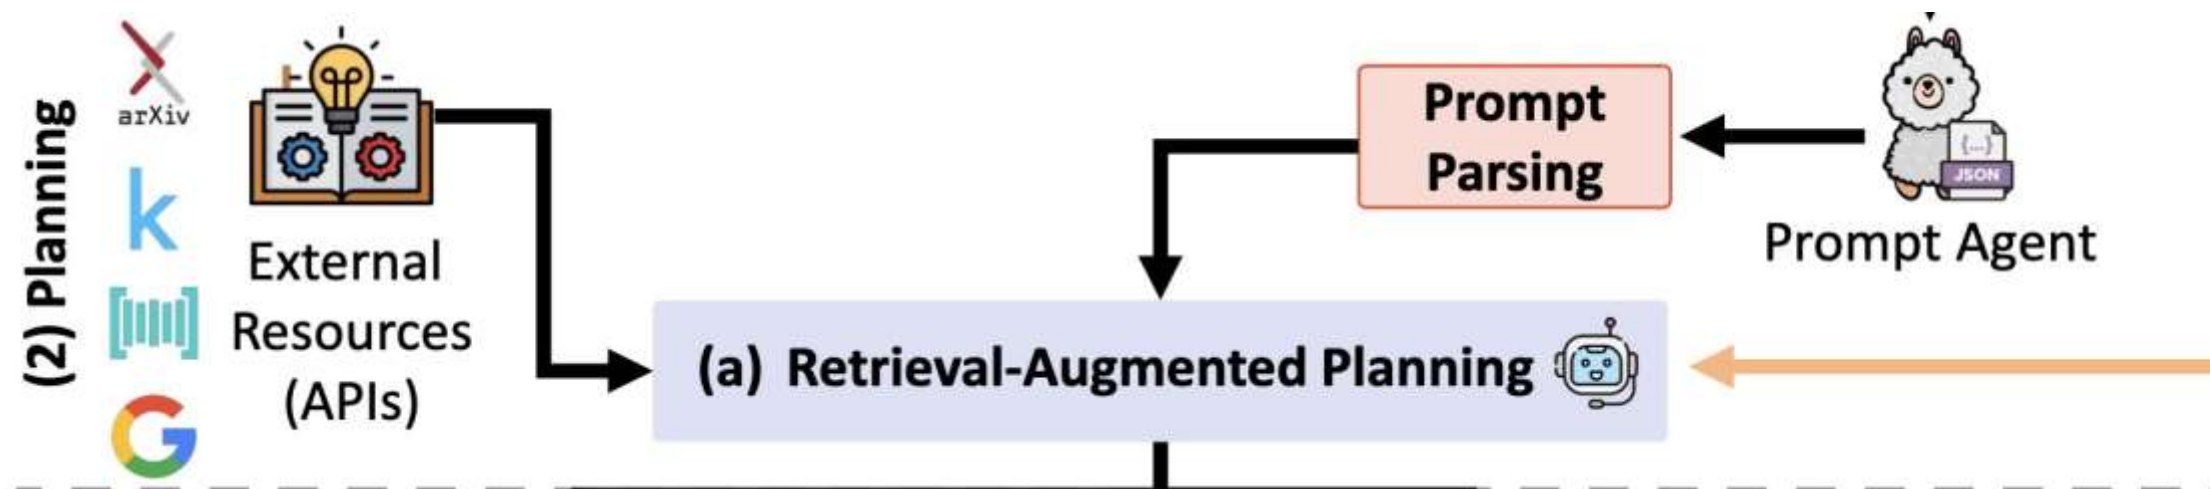 (2) Planning
arXiv
k
External
Resources
(APIs)
G
Prompt
Parsing
{...}
JSON
Prompt Agent
(a) Retrieval-Augmented Planning